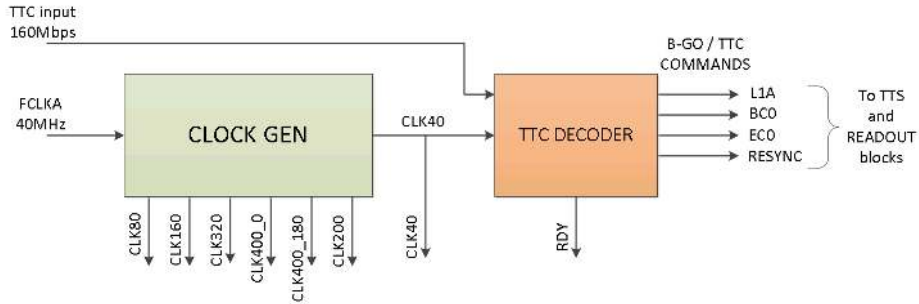 TTC input
160Mbps
B-GO / TTC
COMMANDS
FCLKA
40MHz
CLOCK GEN
CLK40
TTC DECODER
L1A
BC0
EC0
RESYNC
To TTS
and
READOUT
blocks
CLK80
CLK160
CLK320
CLK400_0
CLK400_180
CLK200
CLK40
RDY